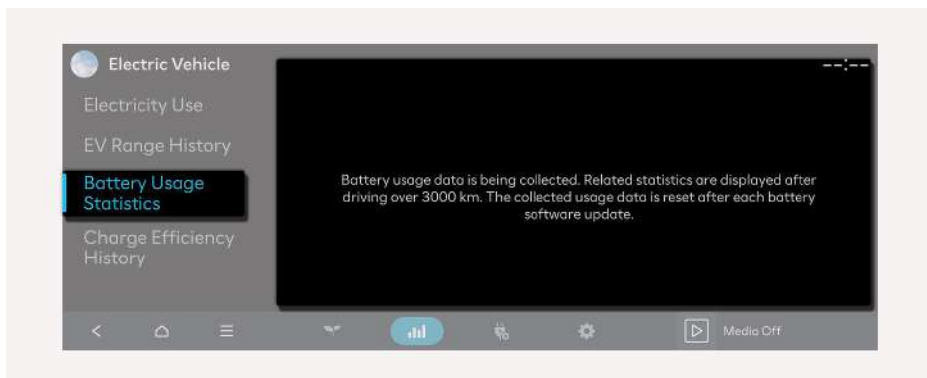 Electric Vehicle
--:--
Electricity Use
EV Range History
Battery Usage
Statistics
Charge Efficiency
History
Battery usage data is being collected. Related statistics are displayed after
driving over 3000 km. The collected usage data is reset after each battery
software update.
Media Off